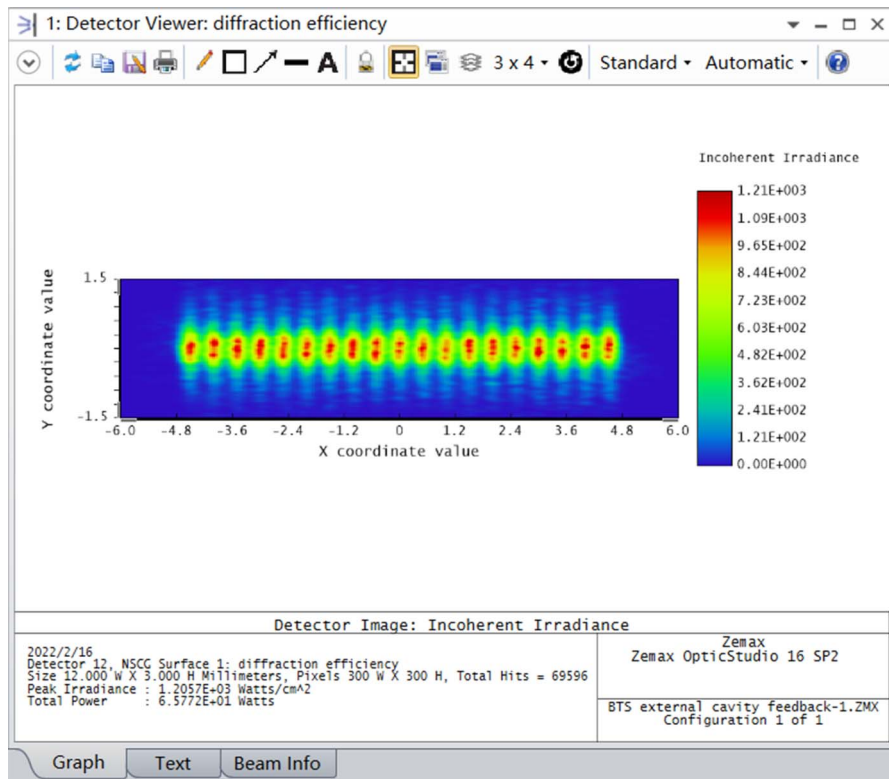 1: Detector Viewer: diffraction efficiency
A 3 x 4 Standard Automatic
Incoherent Irradiance
1.21E+003
1.09E+003
9.65E+002
8.44E+002
7.23E+002
6.03E+002
4.82E+002
3.62E+002
2.41E+002
1.21E+002
0.00E+000
Y coordinate value
1.5
-1.5
-6.0 -4.8 -3.6 -2.4 -1.2 0 1.2 2.4 3.6 4.8 6.0
X coordinate value
Detector Image: Incoherent Irradiance
2022/2/16
Detector 12, NSCG Surface 1: diffraction efficiency
Size 12.000 W X 3.000 H Millimeters, Pixels 300 W X 300 H, Total Hits = 69596
Peak Irradiance : 1.2057E+03 Watts/cm^2
Total Power : 6.5772E+01 Watts
Zemax
Zemax OpticStudio 16 SP2
BTS external cavity feedback-1.ZMX
Configuration 1 of 1
Graph Text Beam Info